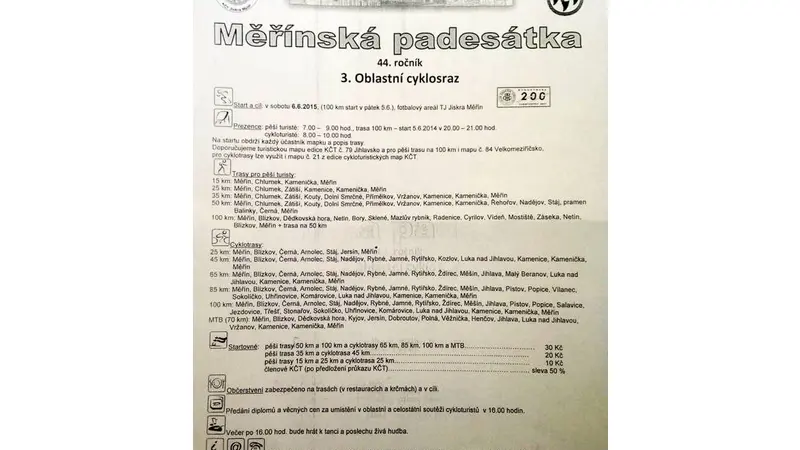 Měřínská padesátka
44. ročník
3. Oblastní cyklosraz
200
Start a cíl: v sobotu 6.6.2015, (100 km start v pátek 5.6.), fotbalový areál TJ Jiskra Měřín
Prezence: pěší turisté: 7.00 – 9.00 hod., trasa 100 km – start 5.6.2014 v 20.00 – 21.00 hod.
cykloturisté: 8.00 – 10.00 hod.
Na startu obdrží každý účastník mapku a popis trasy.
Doporučujeme turistickou mapu edice KČT č. 79 Jihlavsko a pro pěší trasu na 100 km i mapu č. 84 Velkomeziříčsko,
pro cyklotrasy lze využít i mapu č. 21 z edice cykloturistických map KČT.
Trasy pro pěší turisty:
15 km: Měřín, Chlumek, Kamenička, Měřín
25 km: Měřín, Chlumek, Zátiší, Kamenice, Kamenička, Měřín
35 km: Měřín, Chlumek, Zátiší, Kouty, Dolní Smrčné, Přímělkov, Vržanov, Kamenice, Kamenička, Měřín
50 km: Měřín, Chlumek, Zátiší, Kouty, Dolní Smrčné, Přímělkov, Vržanov, Kamenice, Kamenička, Řehořov, Nadějov, Stáj, pramen
Balinky, Černá, Měřín
100 km: Měřín, Blízkov, Dědkovská hora, Netín, Bory, Sklené, Mazlův rybník, Radenice, Cyrilov, Vídeň, Mostiště, Záseka, Netín,
Blízkov, Měřín + trasa na 50 km
Cyklotrasy:
25 km: Měřín, Blízkov, Černá, Arnolec, Stáj, Jersín, Měřín
45 km: Měřín, Blízkov, Černá, Arnolec, Stáj, Nadějov, Rybné, Jamné, Rytířsko, Kozlov, Luka nad Jihlavou, Kamenice, Kamenička,
Měřín
65 km: Měřín, Blízkov, Černá, Arnolec, Stáj, Nadějov, Rybné, Jamné, Rytířsko, Ždírec, Měšín, Jihlava, Malý Beranov, Luka nad
Jihlavou, Kamenice, Kamenička, Měřín
85 km: Měřín, Blízkov, Černá, Arnolec, Stáj, Nadějov, Rybné, Jamné, Rytířsko, Ždírec, Měšín, Jihlava, Pístov, Popice, Vílanec,
Sokolíčko, Uhřínovice, Komárovice, Luka nad Jihlavou, Kamenice, Kamenička, Měřín
100 km: Měřín, Blízkov, Černá, Arnolec, Stáj, Nadějov, Rybné, Jamné, Rytířsko, Ždírec, Měšín, Jihlava, Pístov, Popice, Salavice,
Jezdovice, Třešť, Stonařov, Sokolíčko, Uhřínovice, Komárovice, Luka nad Jihlavou, Kamenice, Kamenička, Měřín
MTB (70 km): Měřín, Blízkov, Dědkovská hora, Kyjov, Jersín, Dobroutov, Polná, Věžnička, Henčov, Jihlava, Luka nad Jihlavou,
Vržanov, Kamenice, Kamenička, Měřín
Startovné: pěší trasy 50 km a 100 km a cyklotrasy 65 km, 85 km, 100 km a MTB.................... 30 Kč
pěší trasa 35 km a cyklotrasa 45 km.................... 20 Kč
pěší trasy 15 km a 25 km a cyklotrasa 25 km.................... 10 Kč
členové KČT (po předložení průkazu KČT).................... sleva 50 %
Občerstvení zabezpečeno na trasách (v restauracích a krčmách) a v cíli.
Předání diplomů a věcných cen za umístění v oblastní a celostátní soutěži cykloturistů v 16.00 hodin.
Večer po 16.00 hod. bude hrát k tanci a poslechu živá hudba.